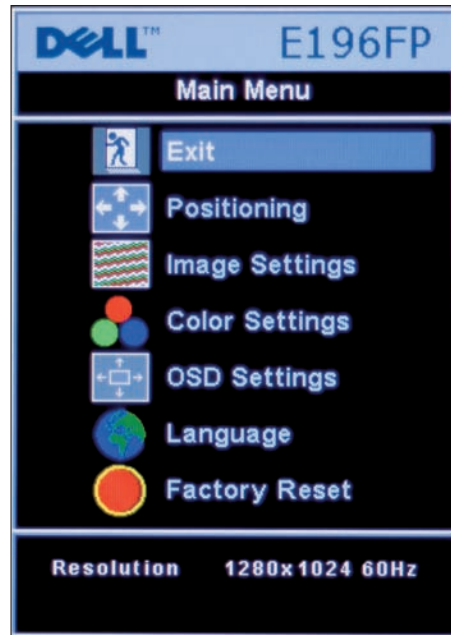 DELL™ E196FP
Main Menu
Exit
Positioning
Image Settings
Color Settings
OSD Settings
Language
Factory Reset
Resolution 1280x1024 60Hz